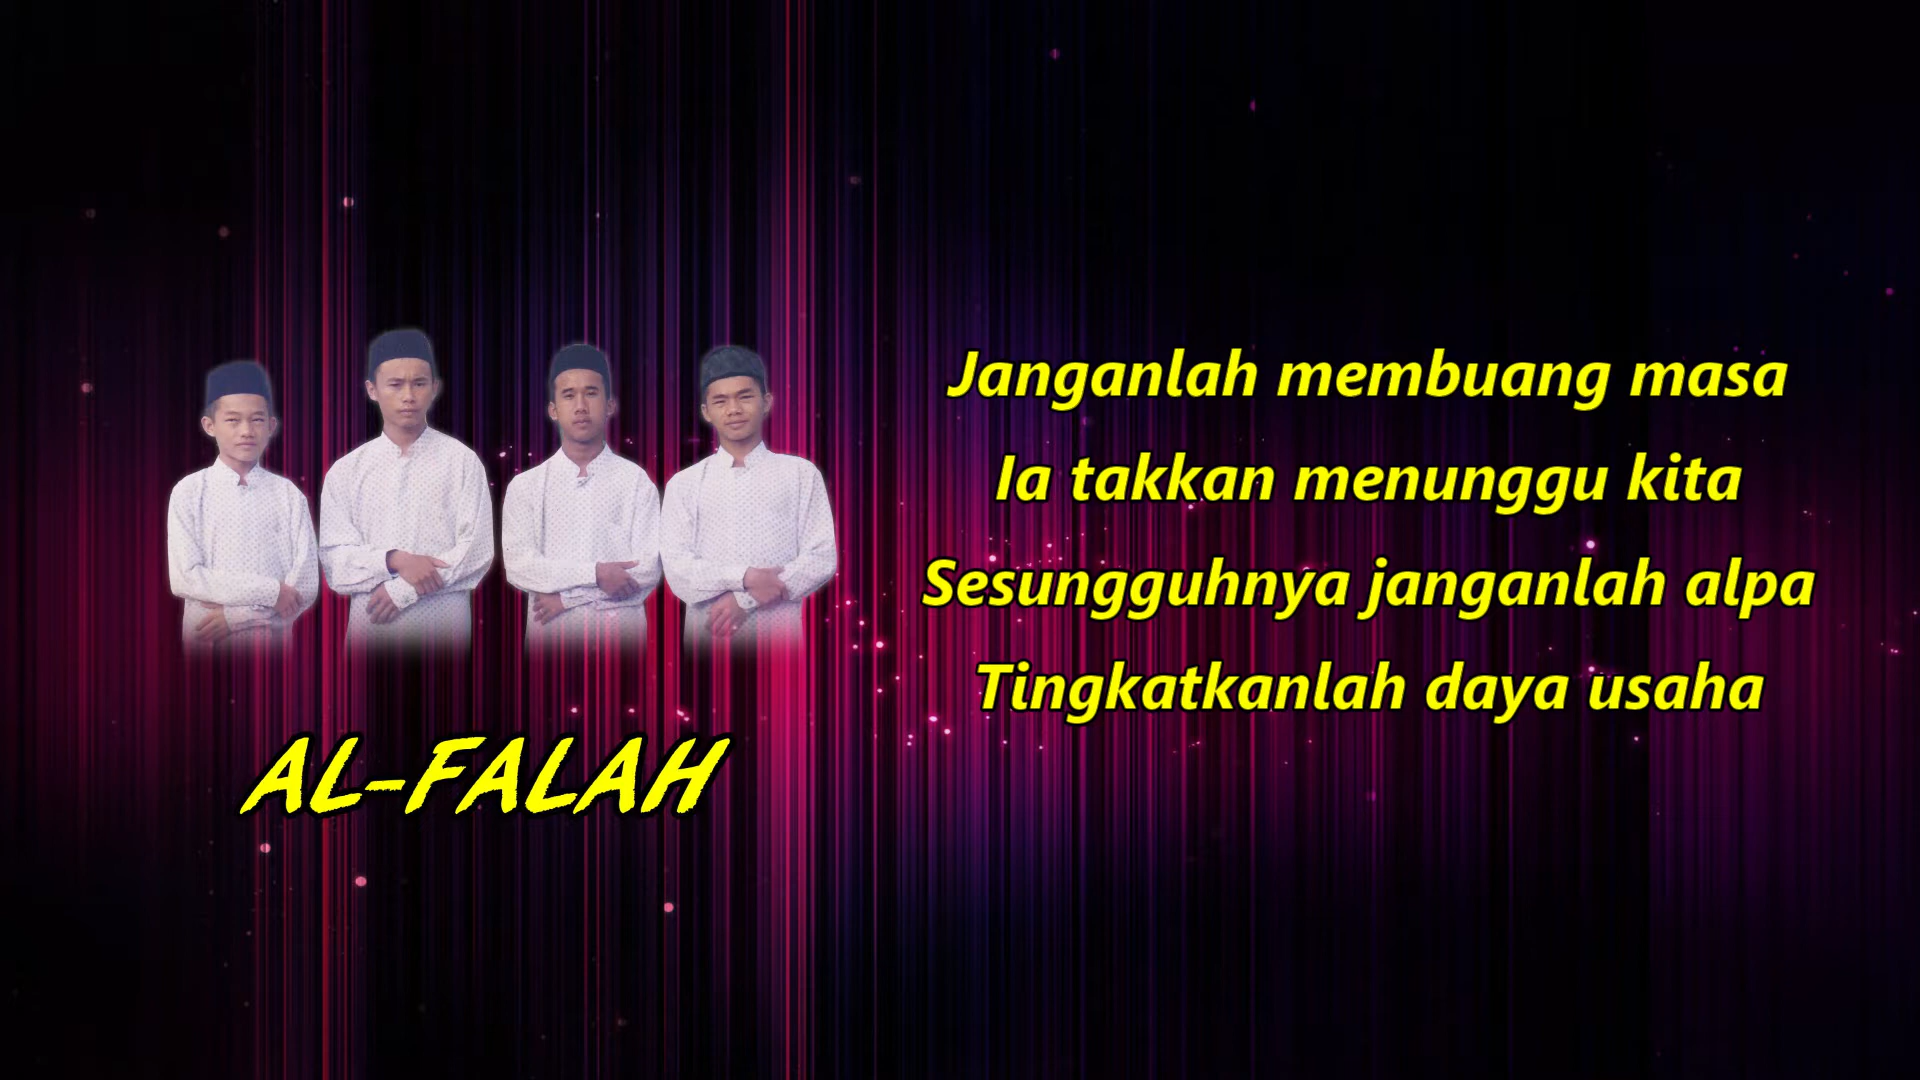 Janganlah membuang masa
Ia takkan menunggu kita
Sesungguhnya janganlah alpa
Tingkatkanlah daya usaha
AL-FALAH